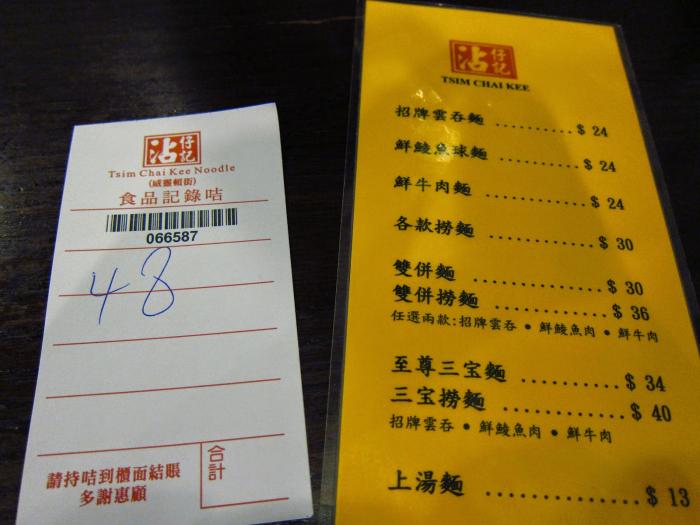 沾仔記
Tsim Chai Kee Noodle
(威靈頓街)
食品記錄咭
066587
48
合計
請持咭到櫃面結賬
多謝惠顧
沾仔記
TSIM CHAI KEE
招牌雲吞麵 .......... $ 24
鮮鯪魚球麵 .......... $ 24
鮮牛肉麵 ............ $ 24
各款撈麵 ............ $ 30
雙併麵 .............. $ 30
雙併撈麵 ............ $ 36
任選兩款:招牌雲吞 • 鮮鯪魚肉 • 鮮牛肉
至尊三宝麵 .......... $ 34
三宝撈麵 ............ $ 40
招牌雲吞 • 鮮鯪魚肉 • 鮮牛肉
上湯麵 .............. $ 13